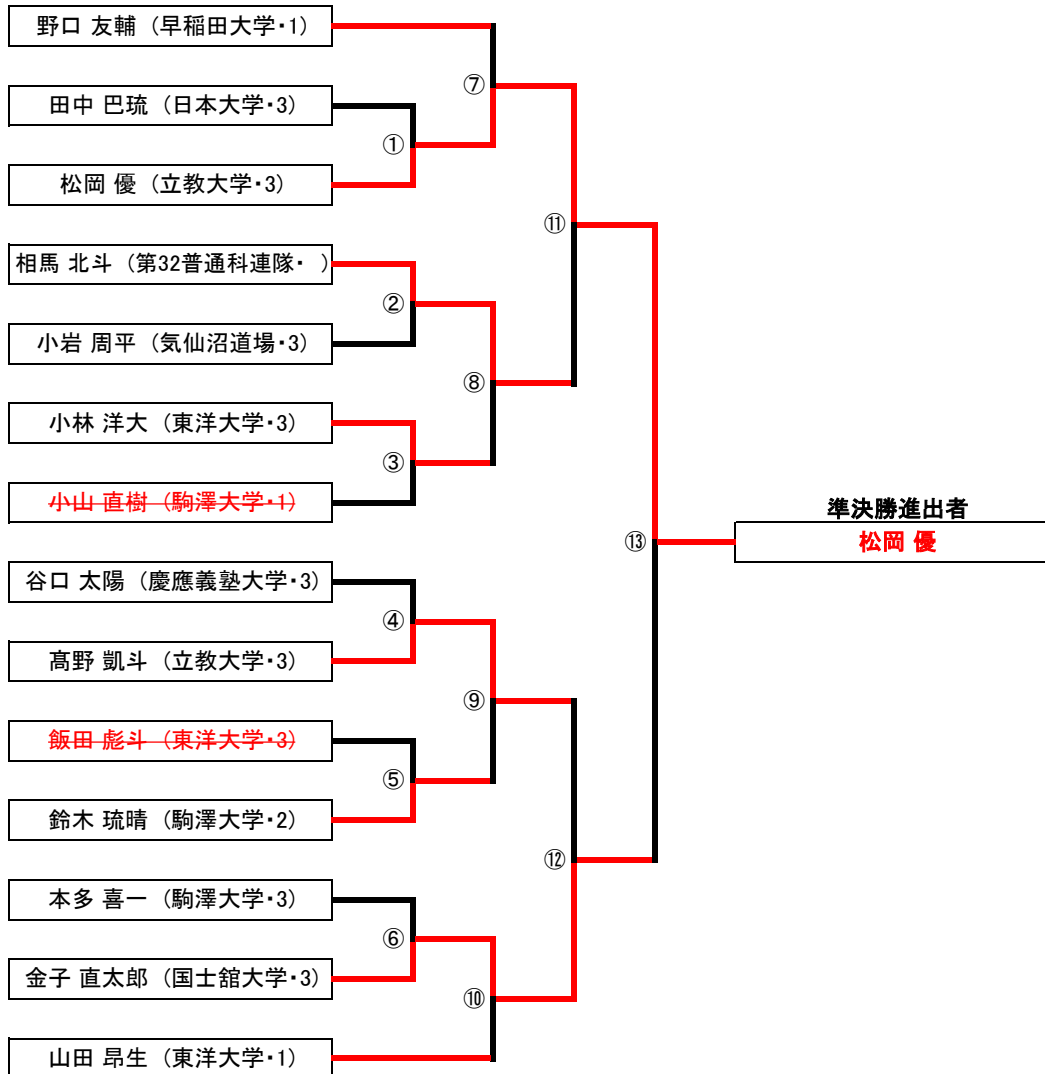 野口 友輔 (早稲田大学・1)
⑦
田中 巴琉 (日本大学・3)
①
松岡 優 (立教大学・3)
⑪
相馬 北斗 (第32普通科連隊・ )
②
小岩 周平 (気仙沼道場・3)
⑧
小林 洋大 (東洋大学・3)
③
小山 直樹 (駒澤大学・1)
準決勝進出者
⑬
松岡 優
谷口 太陽 (慶應義塾大学・3)
④
髙野 凱斗 (立教大学・3)
⑨
飯田 彪斗 (東洋大学・3)
⑤
鈴木 琉晴 (駒澤大学・2)
⑫
本多 喜一 (駒澤大学・3)
⑥
金子 直太郎 (国士舘大学・3)
⑩
山田 昂生 (東洋大学・1)